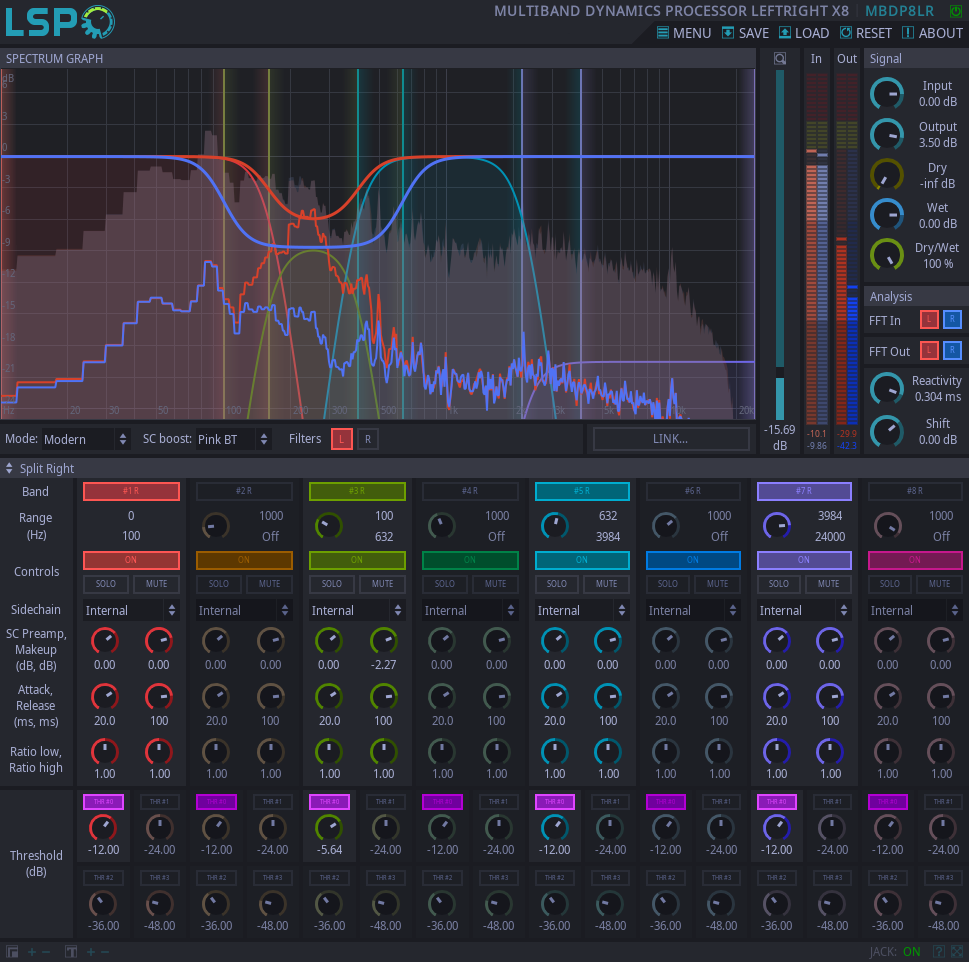 LSP
MULTIBAND DYNAMICS PROCESSOR LEFTRIGHT X8 | MBDP8LR
MENU SAVE LOAD RESET ABOUT
SPECTRUM GRAPH
In Out
Signal
dB
6
3
0
-3
-6
-9
-12
-15
-18
-21
Hz 20 30 50 100 200 300 500 1k 2k 3k 5k 10k 20K
Input
0.00 dB
Output
3.50 dB
Dry
-inf dB
Wet
0.00 dB
Dry/Wet
100 %
Analysis
FFT In L R
FFT Out L R
Reactivity
0.304 ms
Shift
0.00 dB
-15.69
dB
-10.1 -29.9
-9.86 -42.3
Mode: Modern SC boost: Pink BT Filters L R LINK...
Split Right
Band #1 R #2 R #3 R #4 R #5 R #6 R #7 R #8 R
Range
(Hz)
0 1000 100 1000 632 1000 3984 1000
100 Off 632 Off 3984 Off 24000 Off
Controls
ON ON ON ON ON ON ON ON
SOLO MUTE SOLO MUTE SOLO MUTE SOLO MUTE SOLO MUTE SOLO MUTE SOLO MUTE SOLO MUTE
Sidechain Internal Internal Internal Internal Internal Internal Internal Internal
SC Preamp,
Makeup
(dB, dB)
0.00 0.00 0.00 0.00 0.00 -2.27 0.00 0.00 0.00 0.00 0.00 0.00 0.00 0.00 0.00 0.00
Attack,
Release
(ms, ms)
20.0 100 20.0 100 20.0 100 20.0 100 20.0 100 20.0 100 20.0 100 20.0 100
Ratio low,
Ratio high
1.00 1.00 1.00 1.00 1.00 1.00 1.00 1.00 1.00 1.00 1.00 1.00 1.00 1.00 1.00 1.00
THR #0 THR #1 THR #0 THR #1 THR #0 THR #1 THR #0 THR #1 THR #0 THR #1 THR #0 THR #1 THR #0 THR #1 THR #0 THR #1
-12.00 -24.00 -12.00 -24.00 -5.64 -24.00 -12.00 -24.00 -12.00 -24.00 -12.00 -24.00 -12.00 -24.00 -12.00 -24.00
Threshold
(dB)
THR #2 THR #3 THR #2 THR #3 THR #2 THR #3 THR #2 THR #3 THR #2 THR #3 THR #2 THR #3 THR #2 THR #3 THR #2 THR #3
-36.00 -48.00 -36.00 -48.00 -36.00 -48.00 -36.00 -48.00 -36.00 -48.00 -36.00 -48.00 -36.00 -48.00 -36.00 -48.00
JACK: ON